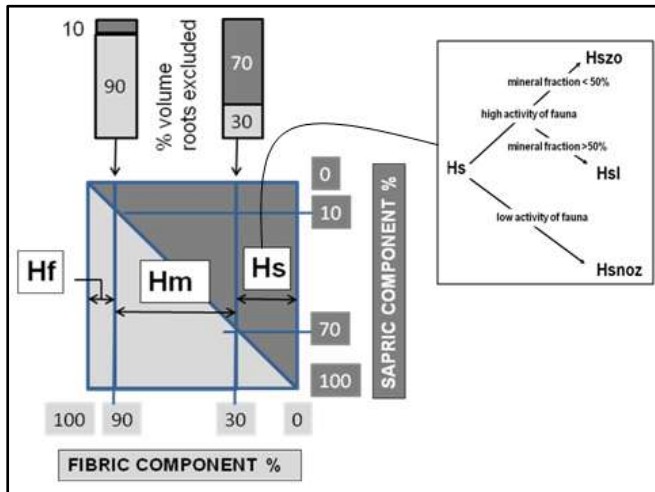 10
90
% volume
roots excluded
70
30
Hf
Hm
Hs
0
10
70
100
SAPRIC COMPONENT %
100 90 30 0
FIBRIC COMPONENT %
Hszo
mineral fraction < 50%
high activity of fauna
mineral fraction >50%
Hs
Hsl
low activity of fauna
Hsnoz